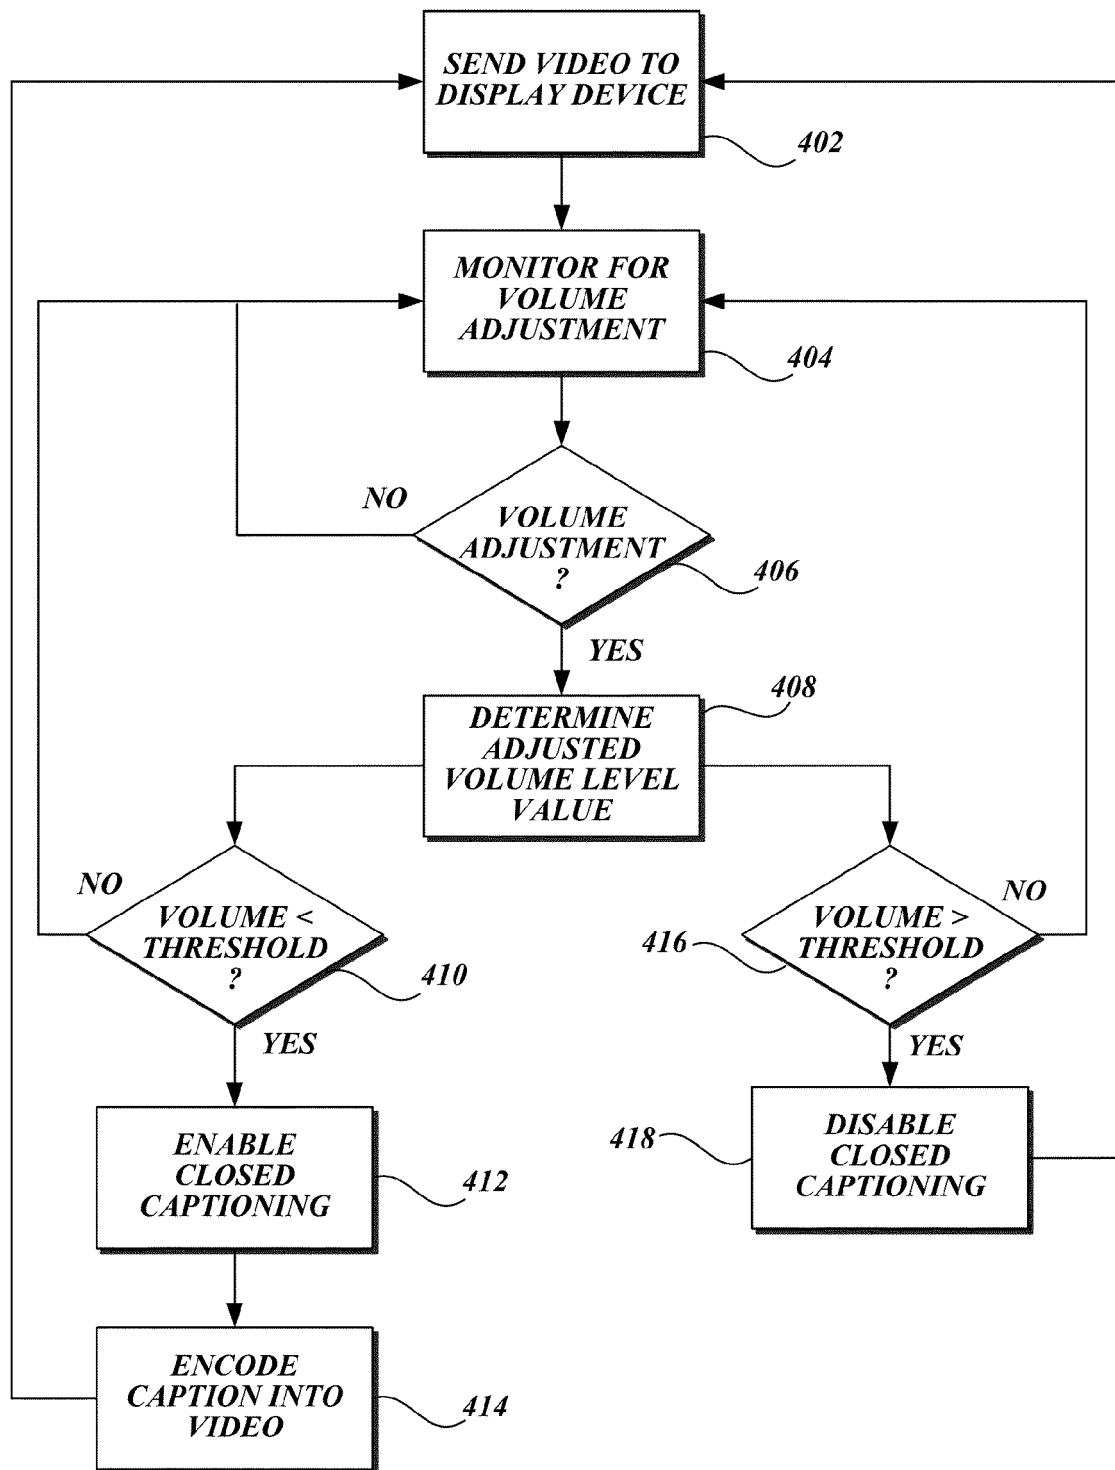 SEND VIDEO TO
DISPLAY DEVICE
402
MONITOR FOR
VOLUME
ADJUSTMENT
404
NO
VOLUME
ADJUSTMENT
?
406
YES
408
DETERMINE
ADJUSTED
VOLUME LEVEL
VALUE
NO
VOLUME <
THRESHOLD
?
410
YES
ENABLE
CLOSED
CAPTIONING
412
ENCODE
CAPTION INTO
VIDEO
414
NO
VOLUME >
THRESHOLD
?
416
YES
DISABLE
CLOSED
CAPTIONING
418